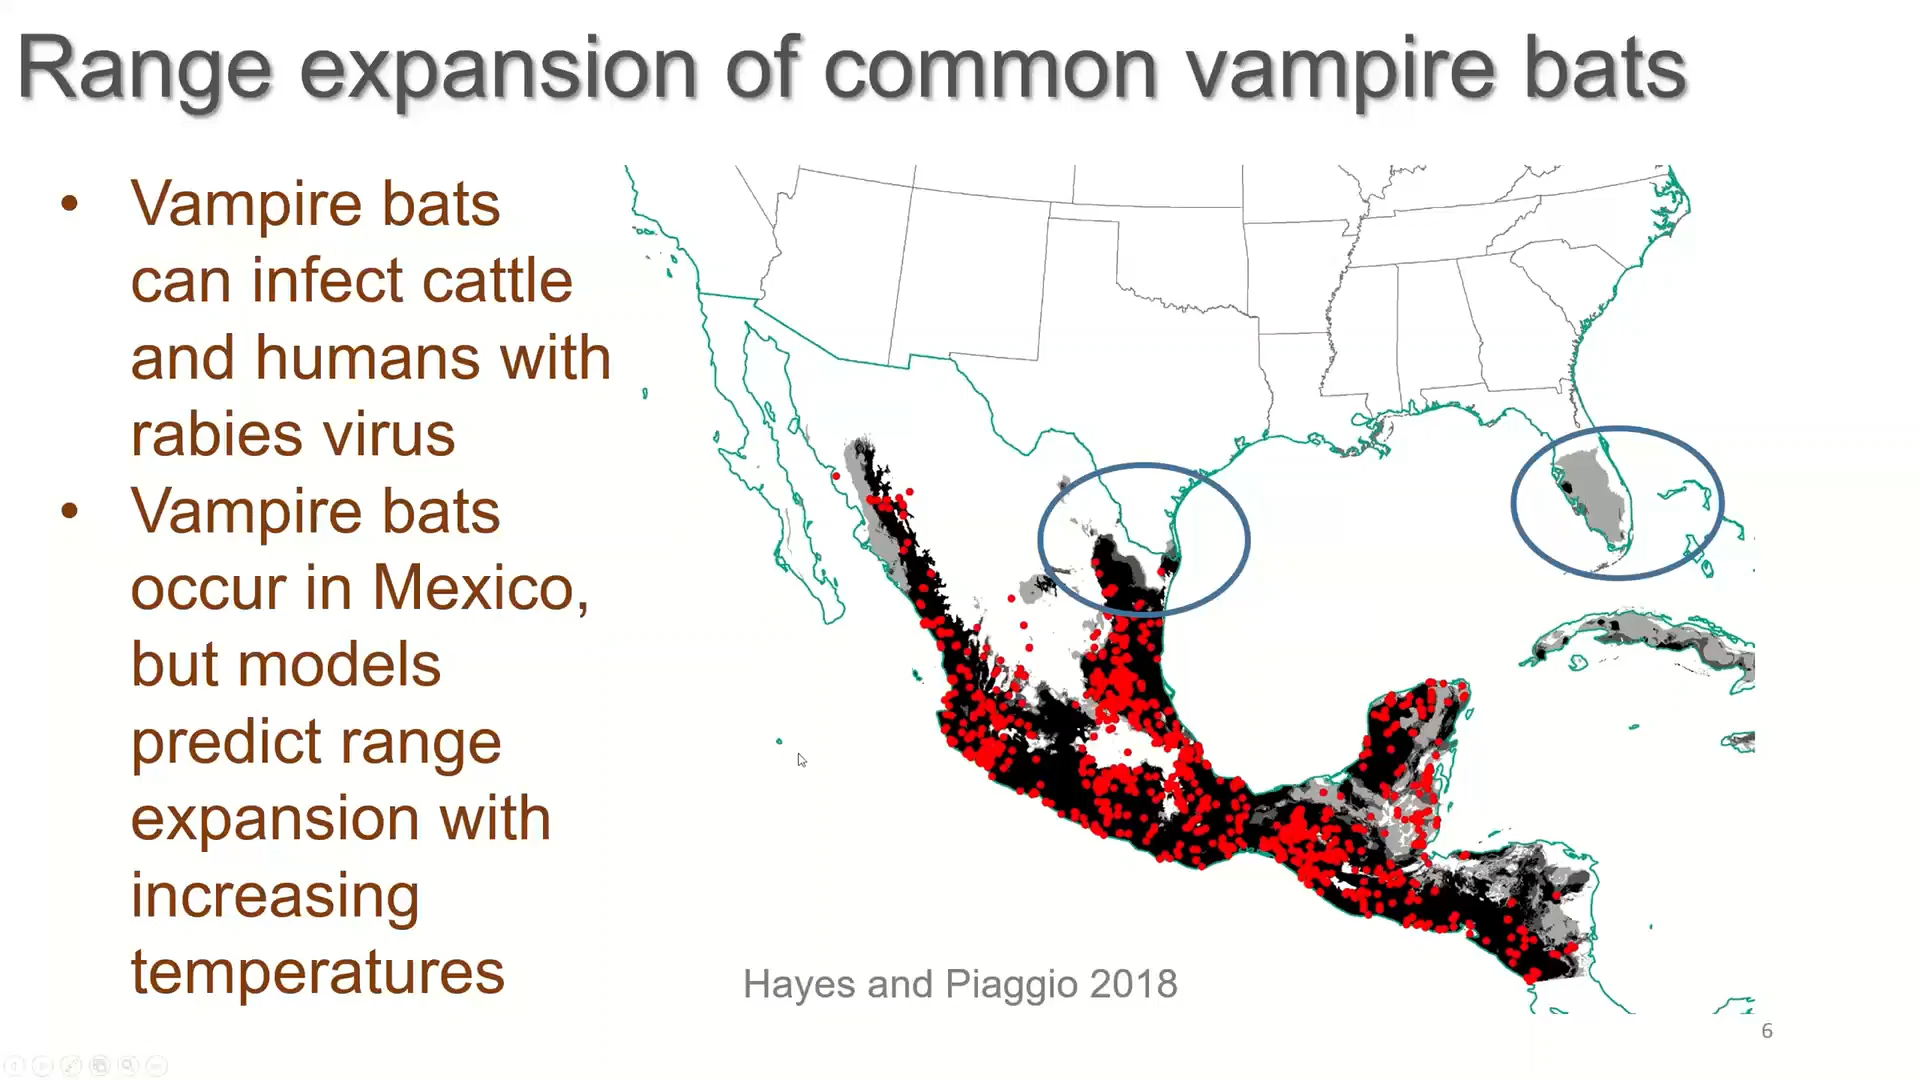 Range expansion of common vampire bats
• Vampire bats
can infect cattle
and humans with
rabies virus
• Vampire bats
occur in Mexico,
but models
predict range
expansion with
increasing
temperatures
Hayes and Piaggio 2018
6